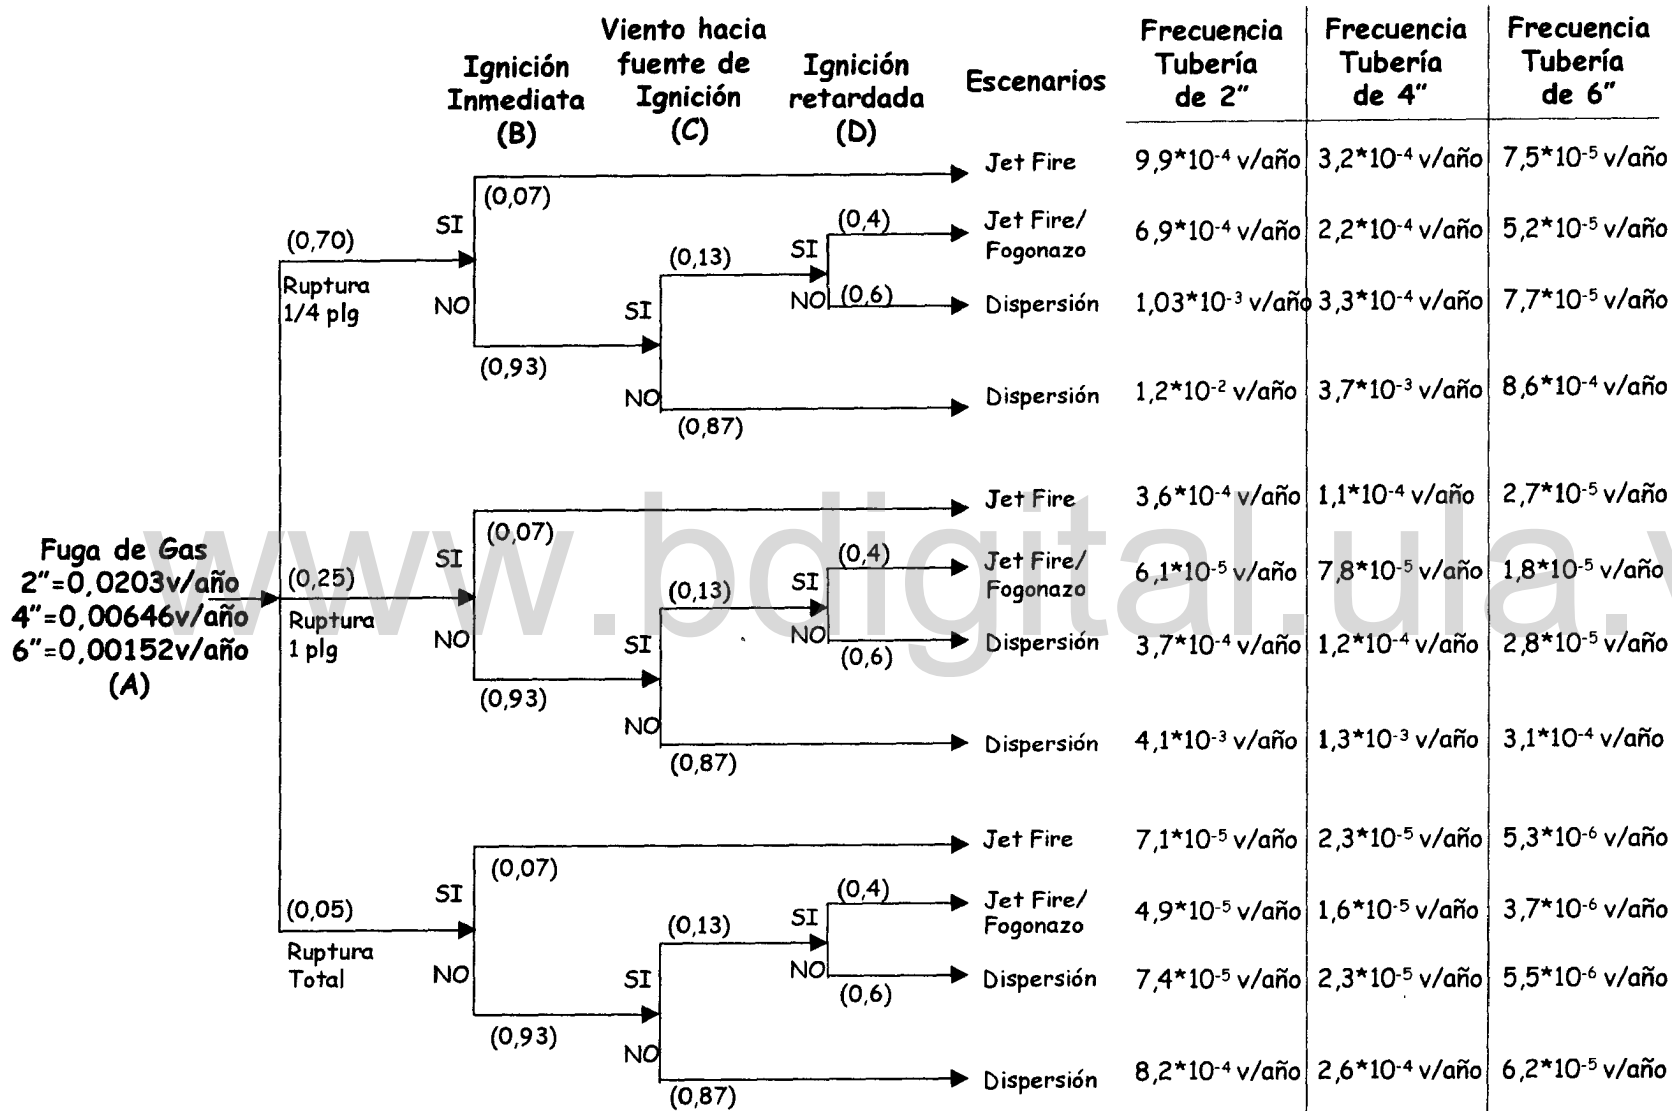 Ignición
Inmediata
(B)
Viento hacia
fuente de
Ignición
(C)
Ignición
retardada
(D)
Escenarios
Frecuencia
Tubería
de 2"
Frecuencia
Tubería
de 4"
Frecuencia
Tubería
de 6"
Fuga de Gas
2"=0,0203v/año
4"=0,00646v/año
6"=0,00152v/año
(A)
(0,70)
Ruptura
1/4 plg
SI
NO
(0,07)
(0,93)
SI
NO
(0,13)
(0,87)
SI
NO
(0,4)
(0,6)
Jet Fire
9,9*10-4 v/año
3,2*10-4 v/año
7,5*10-5 v/año
Jet Fire/
Fogonazo
6,9*10-4 v/año
2,2*10-4 v/año
5,2*10-5 v/año
Dispersión
1,03*10-3 v/año
3,3*10-4 v/año
7,7*10-5 v/año
Dispersión
1,2*10-2 v/año
3,7*10-3 v/año
8,6*10-4 v/año
(0,25)
Ruptura
1 plg
SI
NO
(0,07)
(0,93)
SI
NO
(0,13)
(0,87)
SI
NO
(0,4)
(0,6)
Jet Fire
3,6*10-4 v/año
1,1*10-4 v/año
2,7*10-5 v/año
Jet Fire/
Fogonazo
6,1*10-5 v/año
7,8*10-5 v/año
1,8*10-5 v/año
Dispersión
3,7*10-4 v/año
1,2*10-4 v/año
2,8*10-5 v/año
Dispersión
4,1*10-3 v/año
1,3*10-3 v/año
3,1*10-4 v/año
(0,05)
Ruptura
Total
SI
NO
(0,07)
(0,93)
SI
NO
(0,13)
(0,87)
SI
NO
(0,4)
(0,6)
Jet Fire
7,1*10-5 v/año
2,3*10-5 v/año
5,3*10-6 v/año
Jet Fire/
Fogonazo
4,9*10-5 v/año
1,6*10-5 v/año
3,7*10-6 v/año
Dispersión
7,4*10-5 v/año
2,3*10-5 v/año
5,5*10-6 v/año
Dispersión
8,2*10-4 v/año
2,6*10-4 v/año
6,2*10-5 v/año
www.bdigital.ula.v